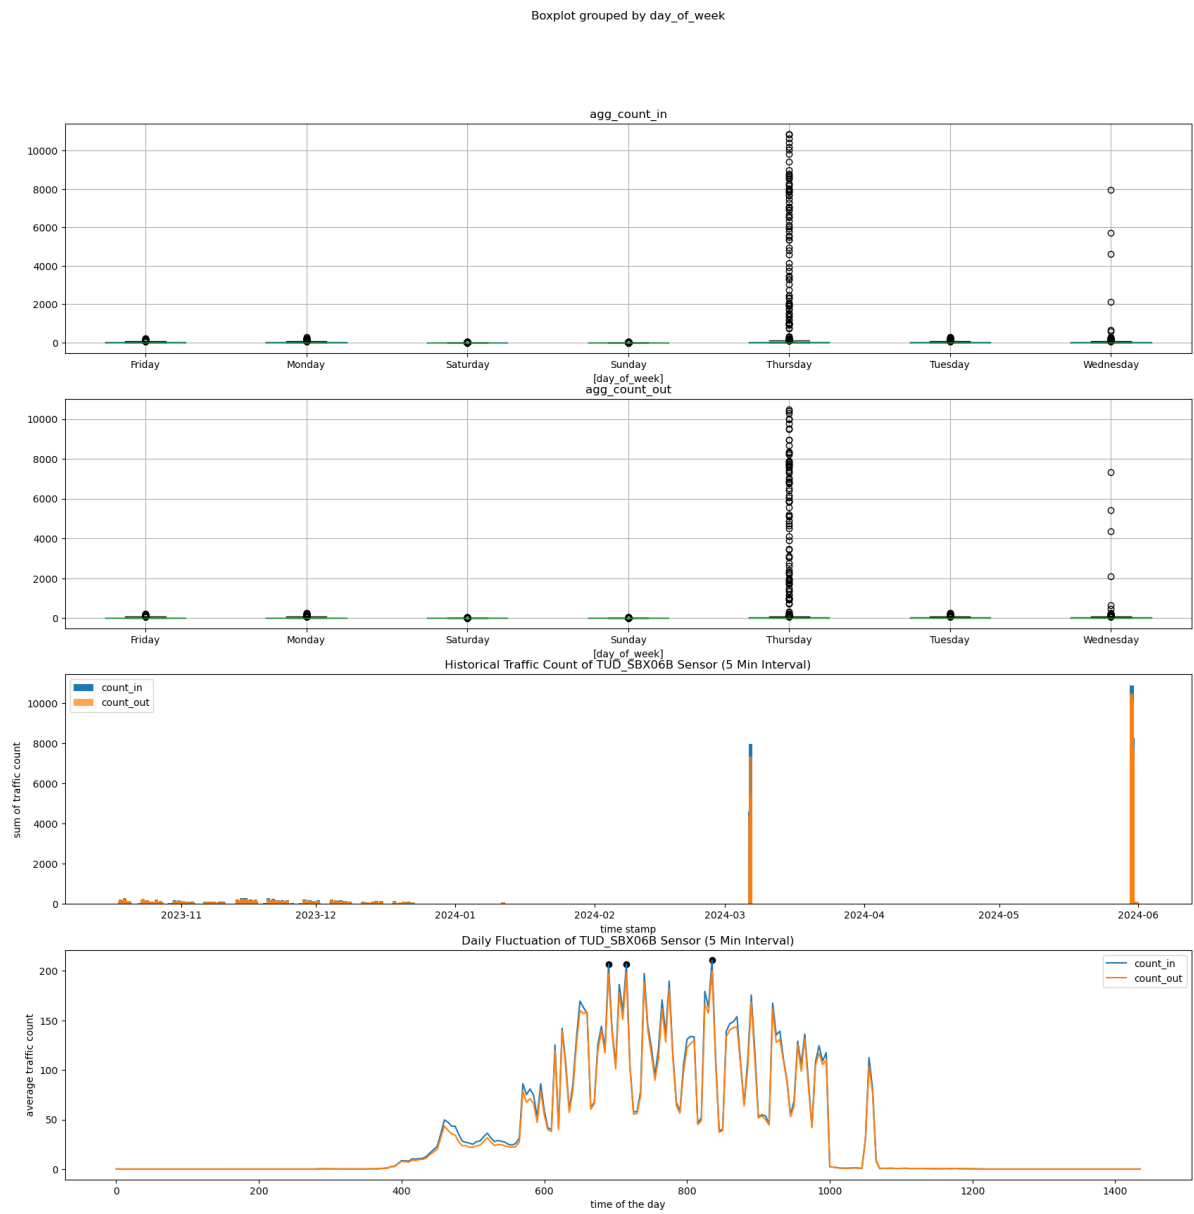 Boxplot grouped by day_of_week
agg_count_in
10000
8000
6000
4000
2000
0
Friday Monday Saturday Sunday Thursday Tuesday Wednesday
[day_of_week]
agg_count_out
10000
8000
6000
4000
2000
0
Friday Monday Saturday Sunday Thursday Tuesday Wednesday
[day_of_week]
Historical Traffic Count of TUD_SBX06B Sensor (5 Min Interval)
count_in
count_out
sum of traffic count
10000
8000
6000
4000
2000
0
2023-11 2023-12 2024-01 2024-02 2024-03 2024-04 2024-05 2024-06
time stamp
Daily Fluctuation of TUD_SBX06B Sensor (5 Min Interval)
count_in
count_out
average traffic count
200
150
100
50
0
0 200 400 600 800 1000 1200 1400
time of the day